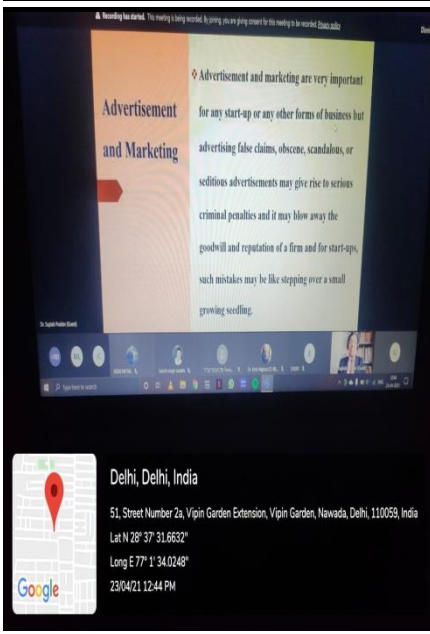 Recording has started. This meeting is being recorded. By joining, you are giving consent for this meeting to be recorded. Privacy policy
Advertisement
and Marketing
❖ Advertisement and marketing are very important
for any start-up or any other forms of business but
advertising false claims, obscene, scandalous, or
seditious advertisements may give rise to serious
criminal penalties and it may blow away the
goodwill and reputation of a firm and for start-ups,
such mistakes may be like stepping over a small
growing seedling.
(Guest)
Type here to search
Google
Delhi, Delhi, India
51, Street Number 2a, Vipin Garden Extension, Vipin Garden, Nawada, Delhi, 110059, India
Lat N 28° 37' 31.6632"
Long E 77° 1' 34.0248"
23/04/21 12:44 PM